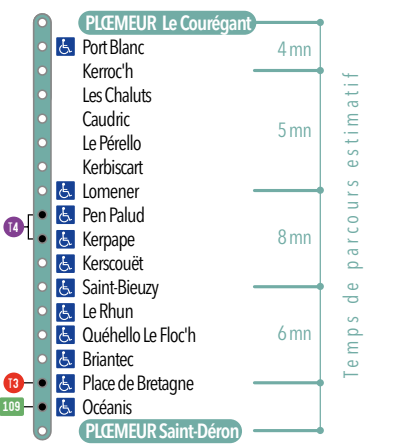 PLŒMEUR Le Courégant
Port Blanc
4 mn
Kerroc'h
Les Chaluts
Caudric
5 mn
Le Pérello
Kerbiscart
Lomener
T4
Pen Palud
Kerpape
8 mn
Kerscouët
Saint-Bieuzy
Le Rhun
Quéhello Le Floc'h
6 mn
Briantec
T3
Place de Bretagne
109
Océanis
PLŒMEUR Saint-Déron
Temps de parcours estimatif